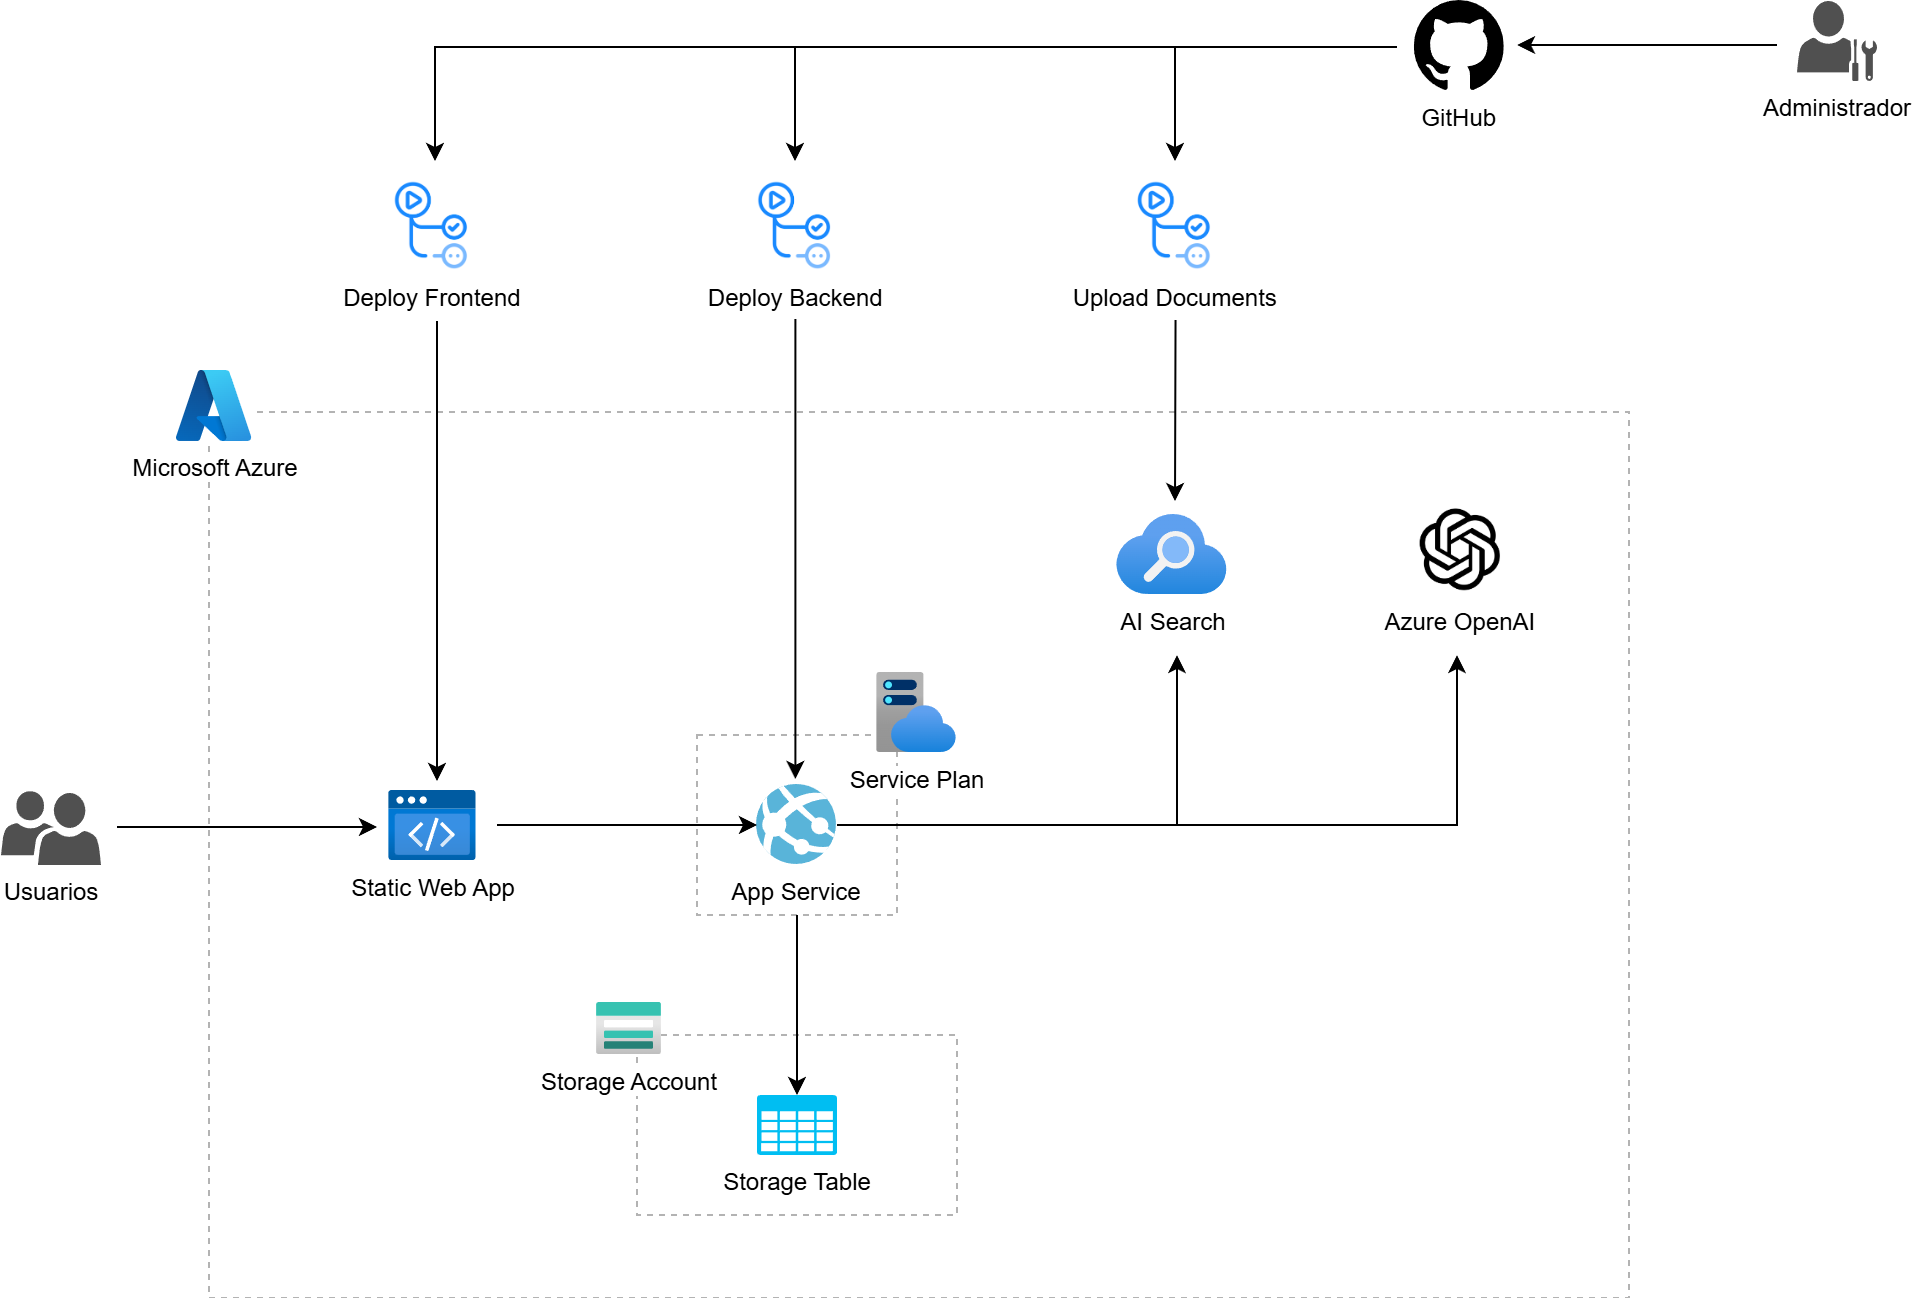 GitHub
Administrador
Deploy Frontend
Deploy Backend
Upload Documents
Microsoft Azure
AI Search
Azure OpenAI
Service Plan
Usuarios
Static Web App
App Service
Storage Account
Storage Table